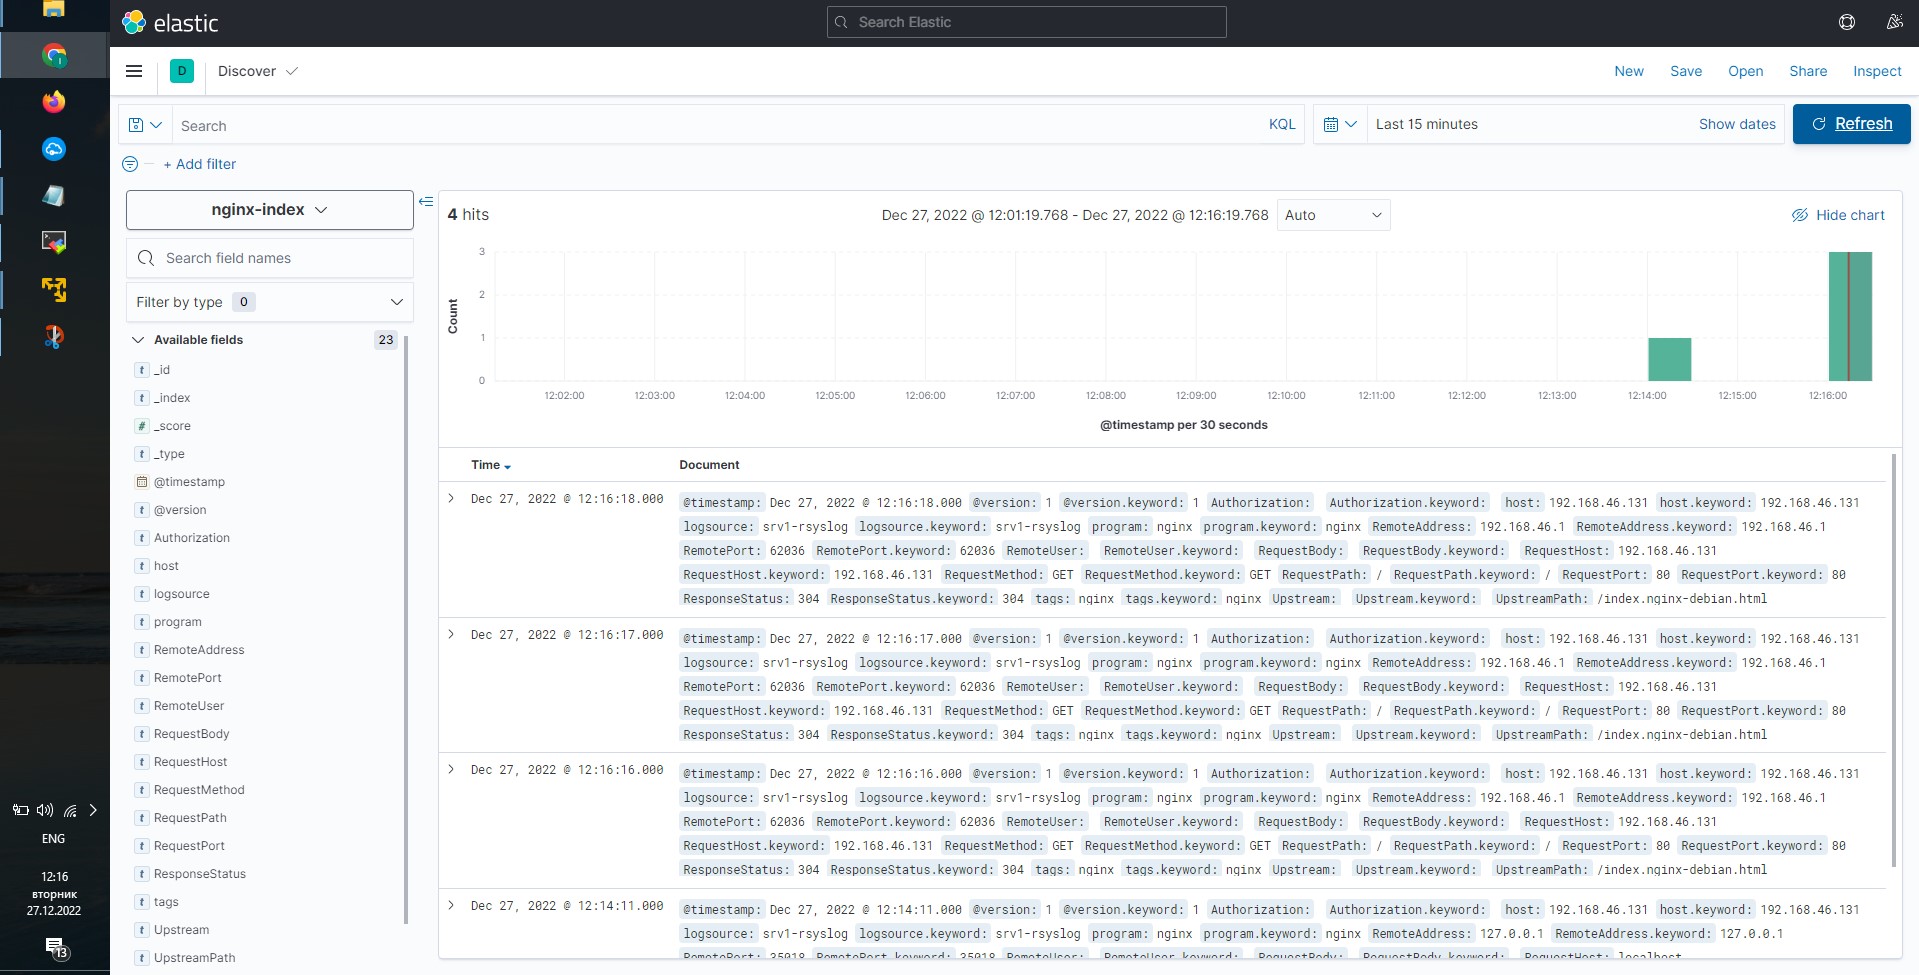 elastic
Search Elastic
D
Discover
New
Save
Open
Share
Inspect
Search
KQL
Last 15 minutes
Show dates
Refresh
+ Add filter
nginx-index
Search field names
Filter by type 0
Available fields 23
t _id
t _index
# _score
t _type
@timestamp
t @version
t Authorization
t host
t logsource
t program
t RemoteAddress
t RemotePort
t RemoteUser
t RequestBody
t RequestHost
t RequestMethod
t RequestPath
t RequestPort
t ResponseStatus
t tags
t Upstream
t UpstreamPath
4 hits
Dec 27, 2022 @ 12:01:19.768 - Dec 27, 2022 @ 12:16:19.768
Auto
Hide chart
Count
3
2
1
0
12:02:00 12:03:00 12:04:00 12:05:00 12:06:00 12:07:00 12:08:00 12:09:00 12:10:00 12:11:00 12:12:00 12:13:00 12:14:00 12:15:00 12:16:00
@timestamp per 30 seconds
Time Document
Dec 27, 2022 @ 12:16:18.000
@timestamp: Dec 27, 2022 @ 12:16:18.000 @version: 1 @version.keyword: 1 Authorization: Authorization.keyword: host: 192.168.46.131 host.keyword: 192.168.46.131
logsource: srv1-rsyslog logsource.keyword: srv1-rsyslog program: nginx program.keyword: nginx RemoteAddress: 192.168.46.1 RemoteAddress.keyword: 192.168.46.1
RemotePort: 62036 RemotePort.keyword: 62036 RemoteUser: RemoteUser.keyword: RequestBody: RequestBody.keyword: RequestHost: 192.168.46.131
RequestHost.keyword: 192.168.46.131 RequestMethod: GET RequestMethod.keyword: GET RequestPath: / RequestPath.keyword: / RequestPort: 80 RequestPort.keyword: 80
ResponseStatus: 304 ResponseStatus.keyword: 304 tags: nginx tags.keyword: nginx Upstream: Upstream.keyword: UpstreamPath: /index.nginx-debian.html
Dec 27, 2022 @ 12:16:17.000
@timestamp: Dec 27, 2022 @ 12:16:17.000 @version: 1 @version.keyword: 1 Authorization: Authorization.keyword: host: 192.168.46.131 host.keyword: 192.168.46.131
logsource: srv1-rsyslog logsource.keyword: srv1-rsyslog program: nginx program.keyword: nginx RemoteAddress: 192.168.46.1 RemoteAddress.keyword: 192.168.46.1
RemotePort: 62036 RemotePort.keyword: 62036 RemoteUser: RemoteUser.keyword: RequestBody: RequestBody.keyword: RequestHost: 192.168.46.131
RequestHost.keyword: 192.168.46.131 RequestMethod: GET RequestMethod.keyword: GET RequestPath: / RequestPath.keyword: / RequestPort: 80 RequestPort.keyword: 80
ResponseStatus: 304 ResponseStatus.keyword: 304 tags: nginx tags.keyword: nginx Upstream: Upstream.keyword: UpstreamPath: /index.nginx-debian.html
Dec 27, 2022 @ 12:16:16.000
@timestamp: Dec 27, 2022 @ 12:16:16.000 @version: 1 @version.keyword: 1 Authorization: Authorization.keyword: host: 192.168.46.131 host.keyword: 192.168.46.131
logsource: srv1-rsyslog logsource.keyword: srv1-rsyslog program: nginx program.keyword: nginx RemoteAddress: 192.168.46.1 RemoteAddress.keyword: 192.168.46.1
RemotePort: 62036 RemotePort.keyword: 62036 RemoteUser: RemoteUser.keyword: RequestBody: RequestBody.keyword: RequestHost: 192.168.46.131
RequestHost.keyword: 192.168.46.131 RequestMethod: GET RequestMethod.keyword: GET RequestPath: / RequestPath.keyword: / RequestPort: 80 RequestPort.keyword: 80
ResponseStatus: 304 ResponseStatus.keyword: 304 tags: nginx tags.keyword: nginx Upstream: Upstream.keyword: UpstreamPath: /index.nginx-debian.html
Dec 27, 2022 @ 12:14:11.000
@timestamp: Dec 27, 2022 @ 12:14:11.000 @version: 1 @version.keyword: 1 Authorization: Authorization.keyword: host: 192.168.46.131 host.keyword: 192.168.46.131
logsource: srv1-rsyslog logsource.keyword: srv1-rsyslog program: nginx program.keyword: nginx RemoteAddress: 127.0.0.1 RemoteAddress.keyword: 127.0.0.1
RemotePort: 35018 RemotePort.keyword: 35018 RemoteUser: RemoteUser.keyword: RequestBody: RequestBody.keyword: RequestHost: localhost
ENG
12:16
вторник
27.12.2022
13